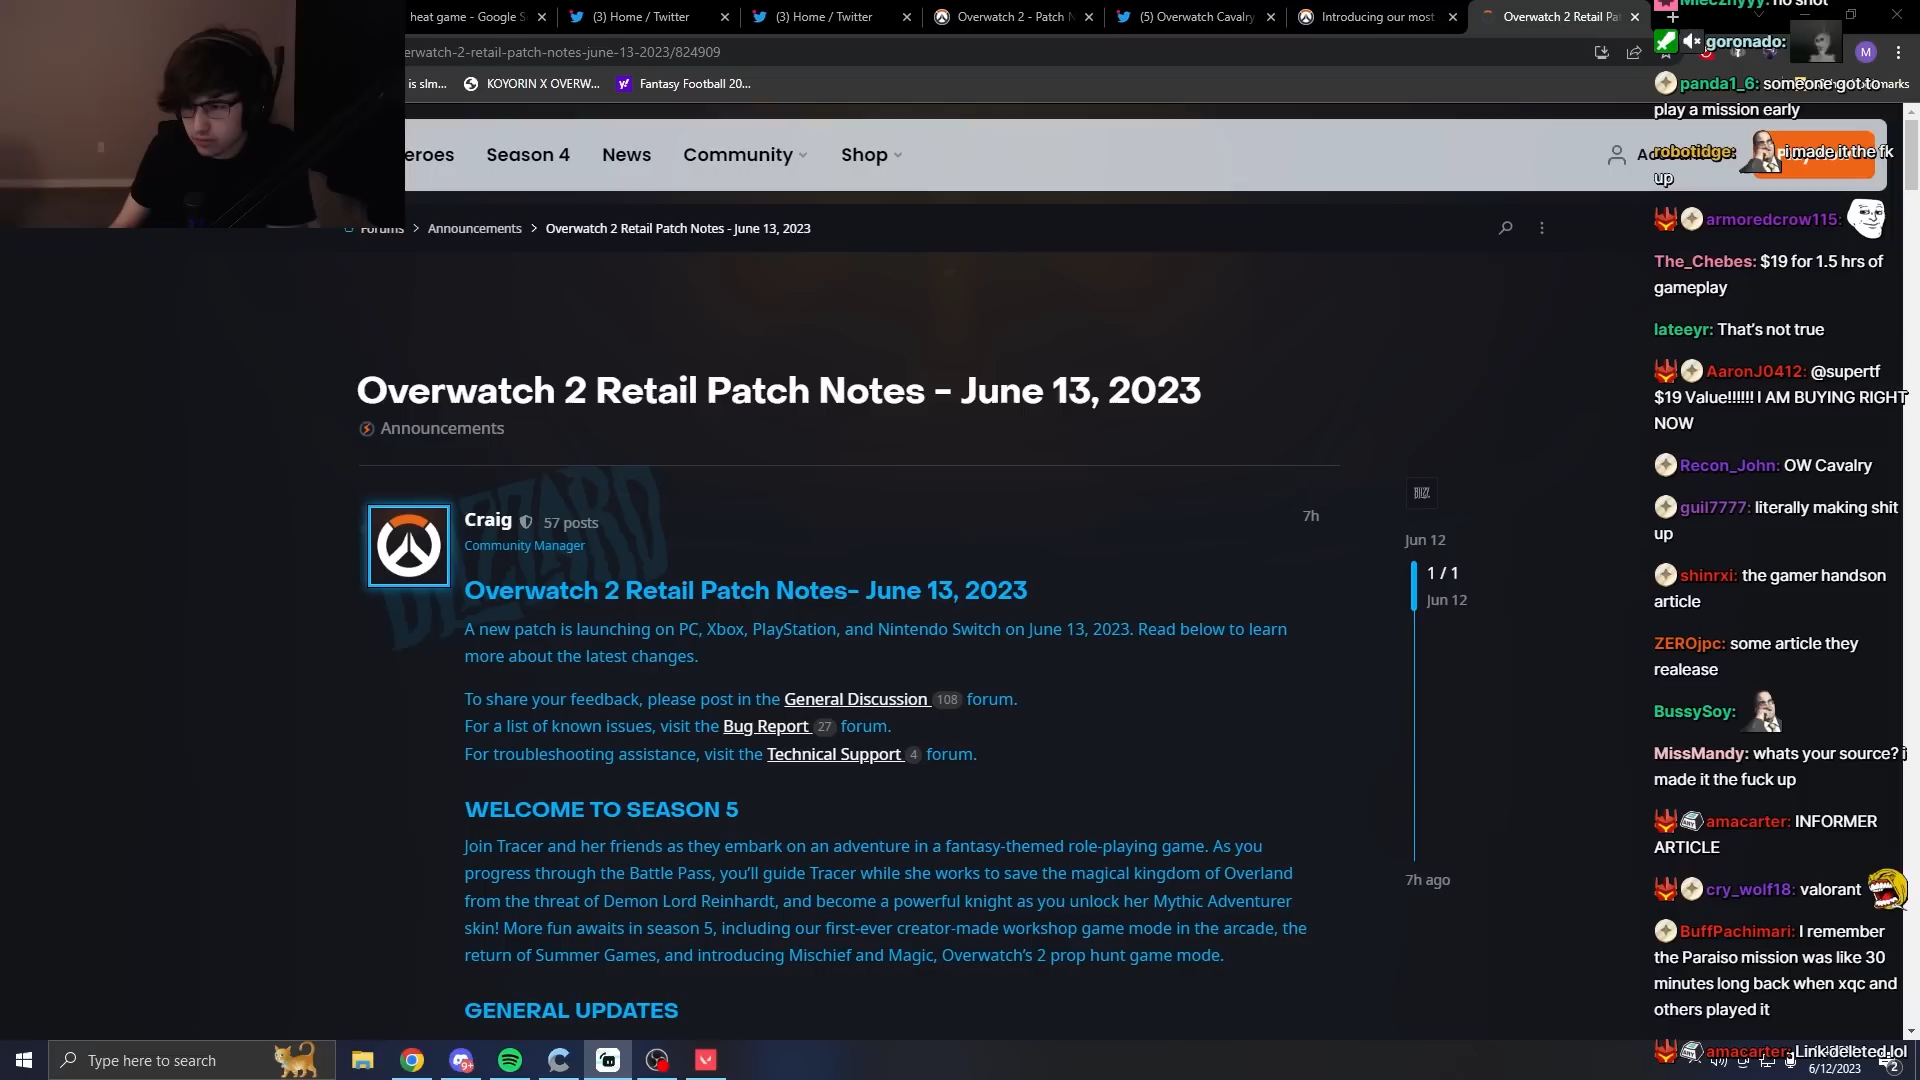 heat game - Google S
(3) Home / Twitter
(3) Home / Twitter
Overwatch 2 - Patch N
(5) Overwatch Cavalry
Introducing our most
Overwatch 2 Retail Pat
erwatch-2-retail-patch-notes-june-13-2023/824909
M
is slm...
KOYORIN X OVERW...
Fantasy Football 20...
eroes
Season 4
News
Community
Shop
Forums > Announcements > Overwatch 2 Retail Patch Notes - June 13, 2023
Overwatch 2 Retail Patch Notes - June 13, 2023
Announcements
BLIZZARD
Craig
57 posts
7h
Community Manager
Overwatch 2 Retail Patch Notes– June 13, 2023
A new patch is launching on PC, Xbox, PlayStation, and Nintendo Switch on June 13, 2023. Read below to learn
more about the latest changes.
To share your feedback, please post in the General Discussion 108 forum.
For a list of known issues, visit the Bug Report 27 forum.
For troubleshooting assistance, visit the Technical Support 4 forum.
WELCOME TO SEASON 5
Join Tracer and her friends as they embark on an adventure in a fantasy-themed role-playing game. As you
progress through the Battle Pass, you’ll guide Tracer while she works to save the magical kingdom of Overland
from the threat of Demon Lord Reinhardt, and become a powerful knight as you unlock her Mythic Adventurer
skin! More fun awaits in season 5, including our first-ever creator-made workshop game mode in the arcade, the
return of Summer Games, and introducing Mischief and Magic, Overwatch’s 2 prop hunt game mode.
GENERAL UPDATES
BLIZZ
Jun 12
1 / 1
Jun 12
7h ago
Mlecznyyy: no shot
goronado:
panda1_6: someone got to
play a mission early
robotidge: i made it the fk
up
armoredcrow115:
The_Chebes: $19 for 1.5 hrs of
gameplay
lateeyr: That's not true
AaronJ0412: @supertf
$19 Value!!!!!! I AM BUYING RIGHT
NOW
Recon_John: OW Cavalry
guil7777: literally making shit
up
shinrxi: the gamer handson
article
ZEROjpc: some article they
realease
BussySoy:
MissMandy: whats your source? i
made it the fuck up
amacarter: INFORMER
ARTICLE
cry_wolf18: valorant
BuffPachimari: I remember
the Paraiso mission was like 30
minutes long back when xqc and
others played it
amacarter: Link deleted lol
Type here to search
9+
6/12/2023
2